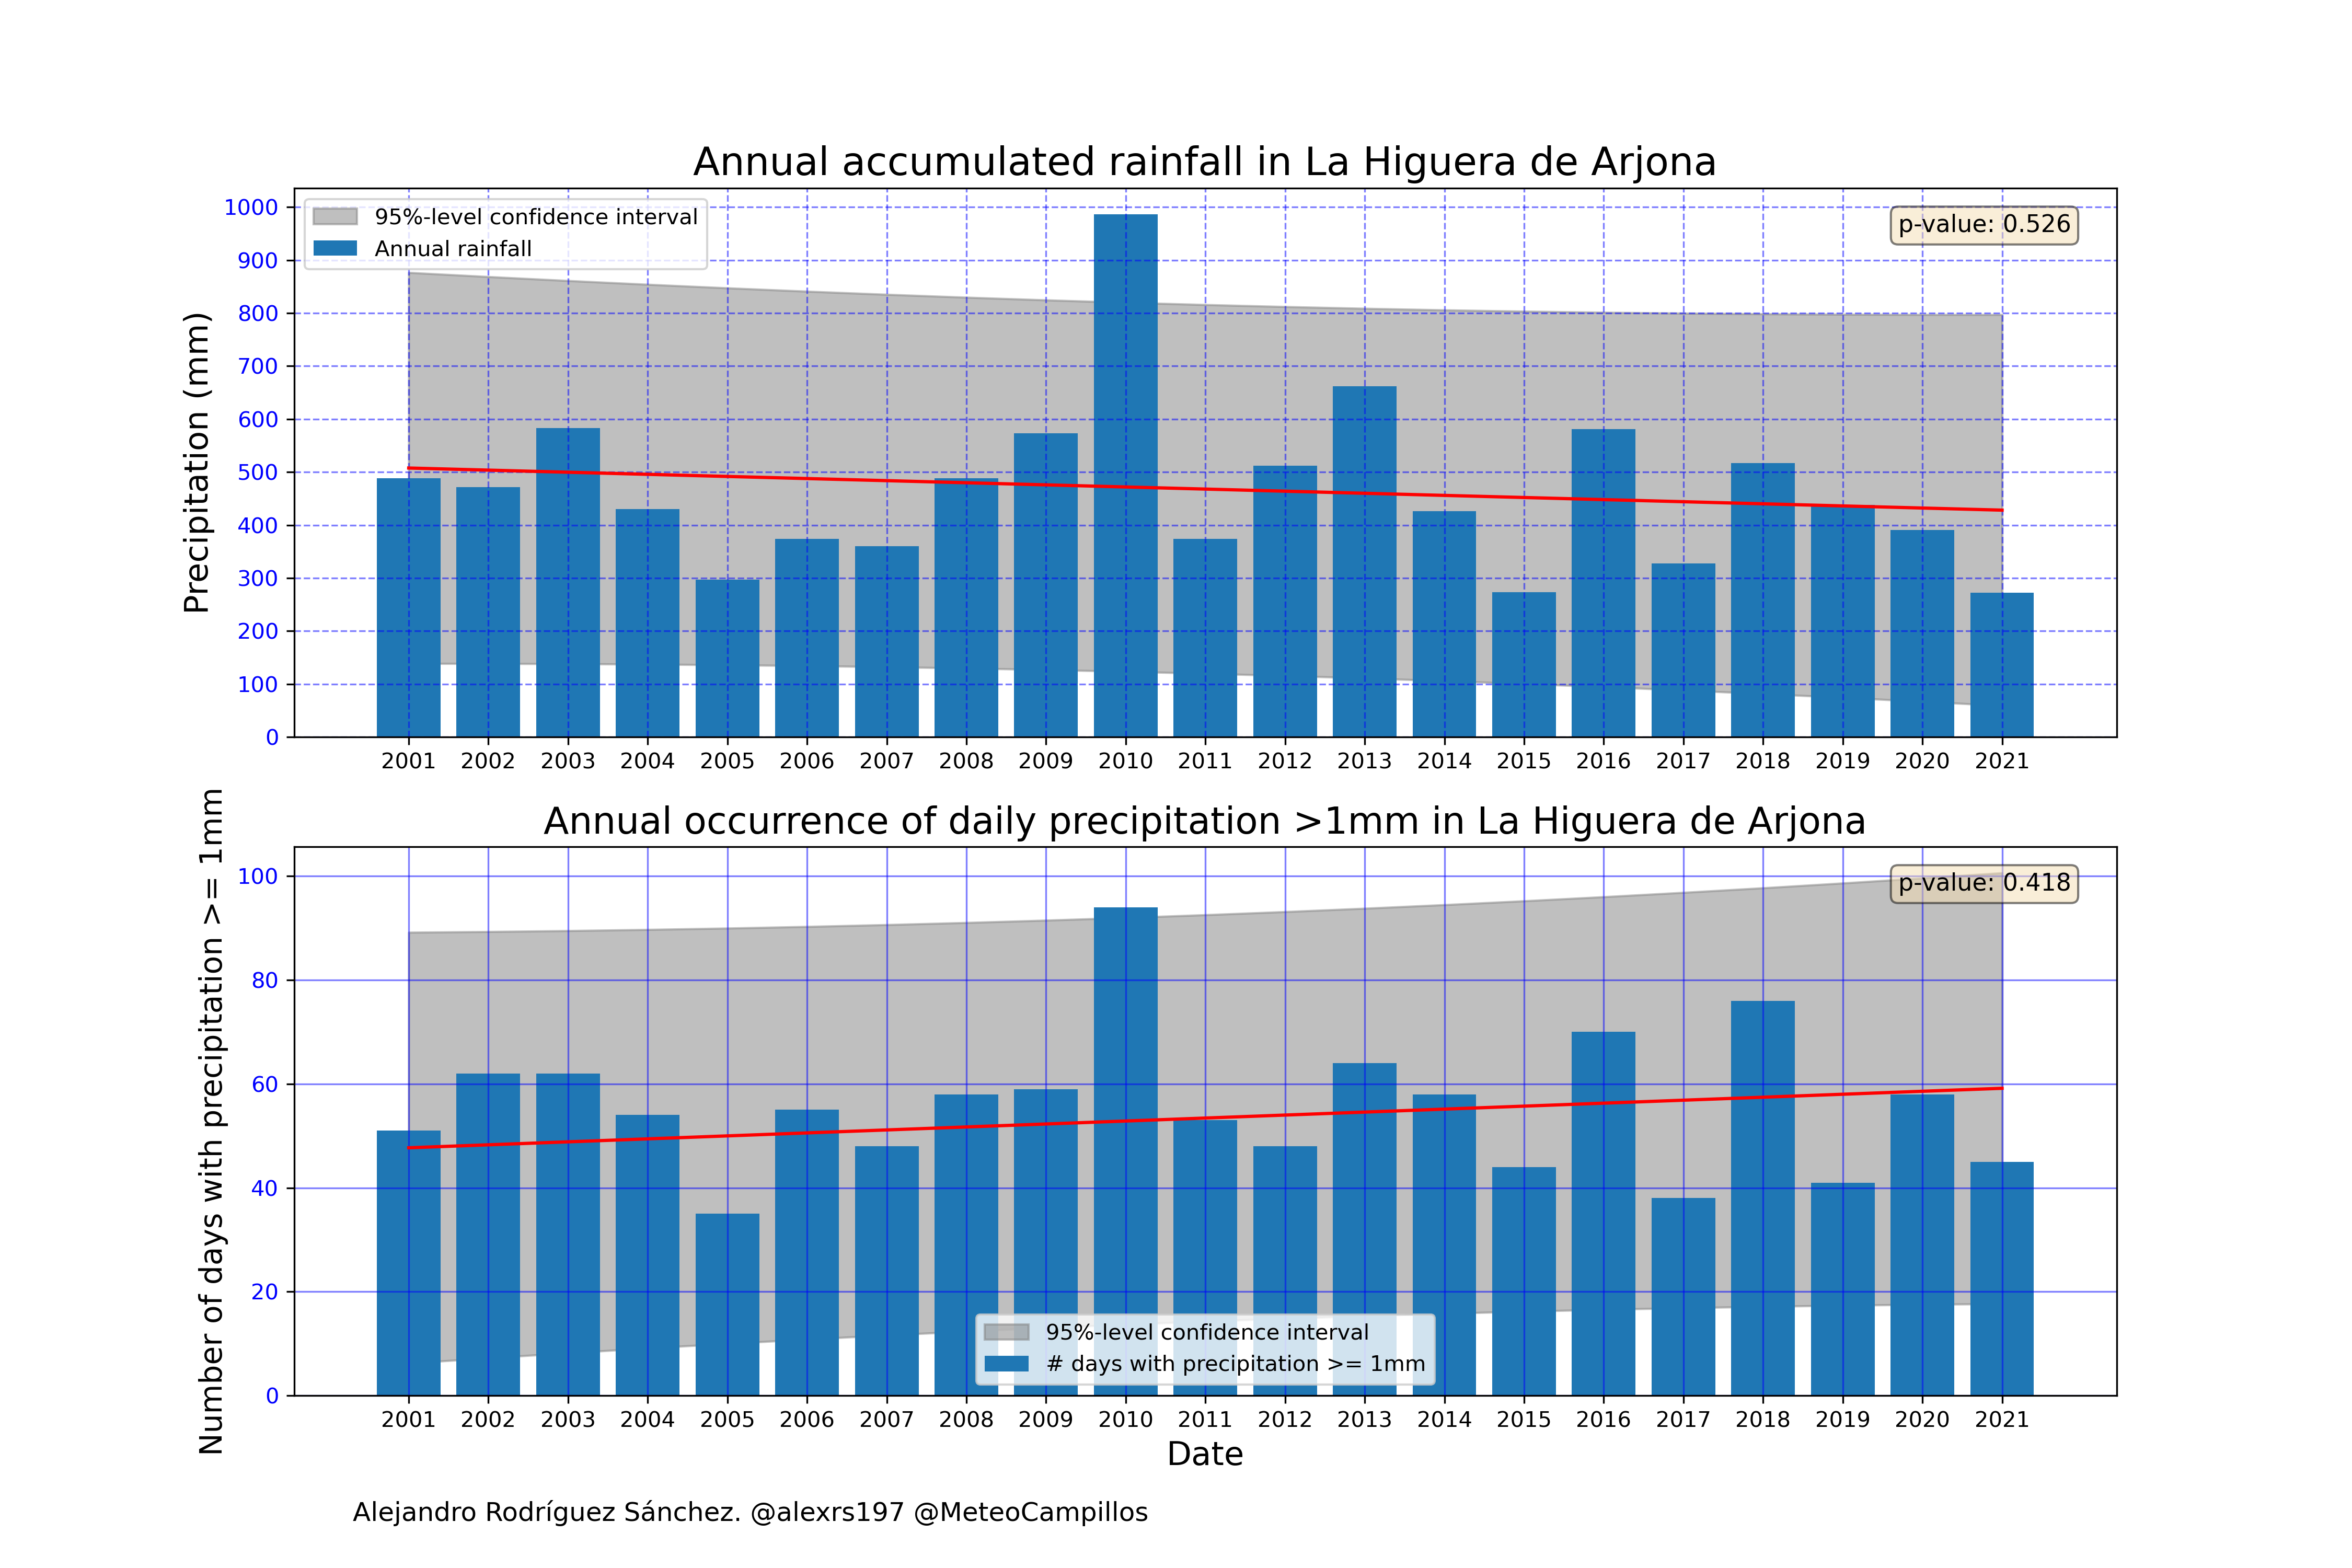 Annual accumulated rainfall in La Higuera de Arjona
95%-level confidence interval
Annual rainfall
p-value: 0.526
Precipitation (mm)
1000
900
800
700
600
500
400
300
200
100
0
2001 2002 2003 2004 2005 2006 2007 2008 2009 2010 2011 2012 2013 2014 2015 2016 2017 2018 2019 2020 2021
Annual occurrence of daily precipitation >1mm in La Higuera de Arjona
p-value: 0.418
Number of days with precipitation >= 1mm
100
80
60
40
20
0
95%-level confidence interval
# days with precipitation >= 1mm
2001 2002 2003 2004 2005 2006 2007 2008 2009 2010 2011 2012 2013 2014 2015 2016 2017 2018 2019 2020 2021
Date
Alejandro Rodríguez Sánchez. @alexrs197 @MeteoCampillos